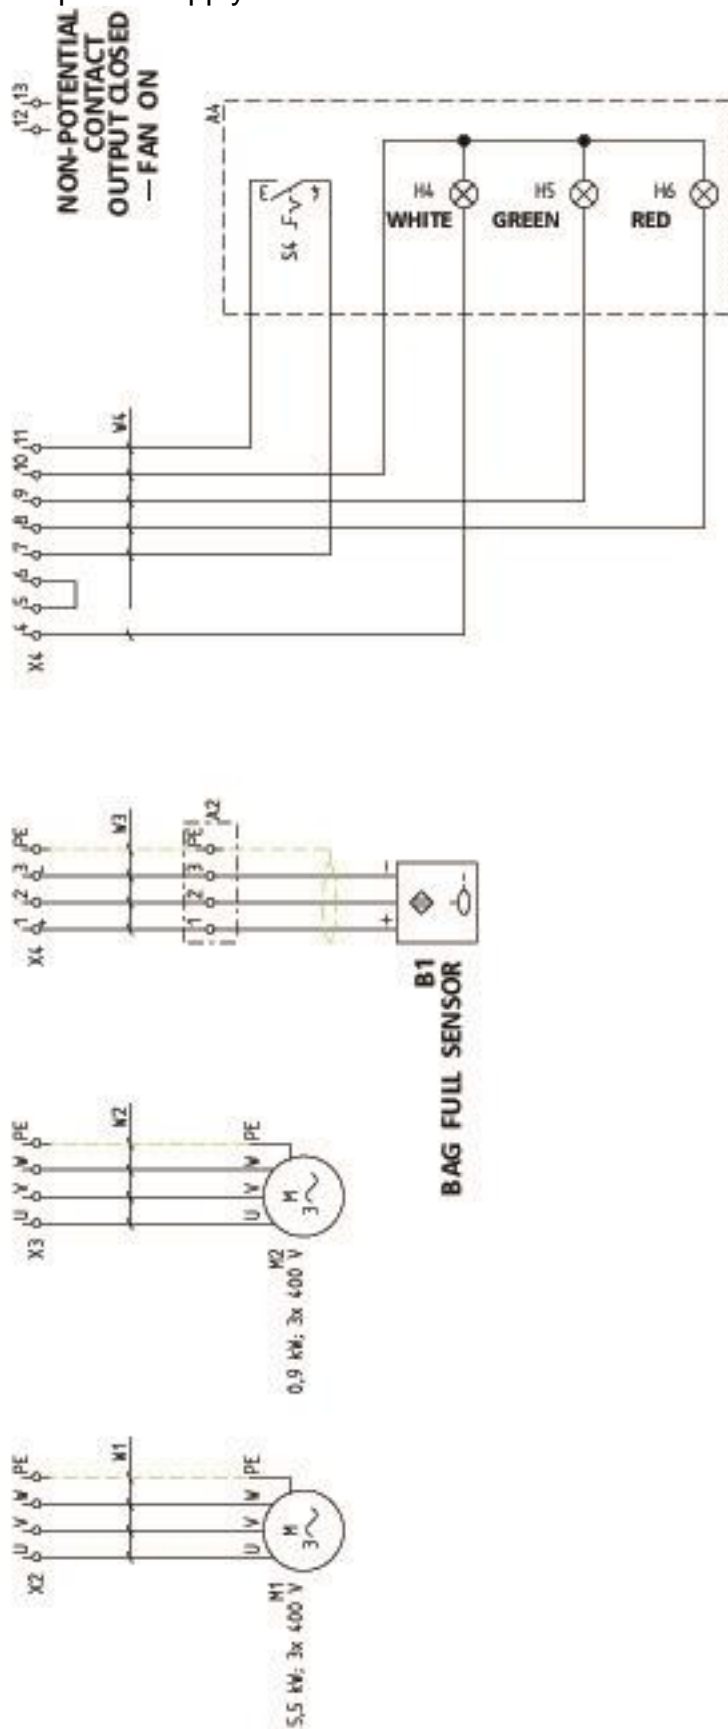 12 13
NON-POTENTIAL
CONTACT
OUTPUT CLOSED
— FAN ON
A4
S4
H4
WHITE
H5
GREEN
H6
RED
X4
4 5 6 7 8 9 10 11
W4
X4
1 2 3 PE
W3
A2
1 2 3 PE
+ -
B1
BAG FULL SENSOR
X3
U V W PE
W2
U V W PE
M
3~
M2
0,9 kW; 3x 400 V
X2
U V W PE
W1
U V W PE
M
3~
M1
5,5 kW; 3x 400 V